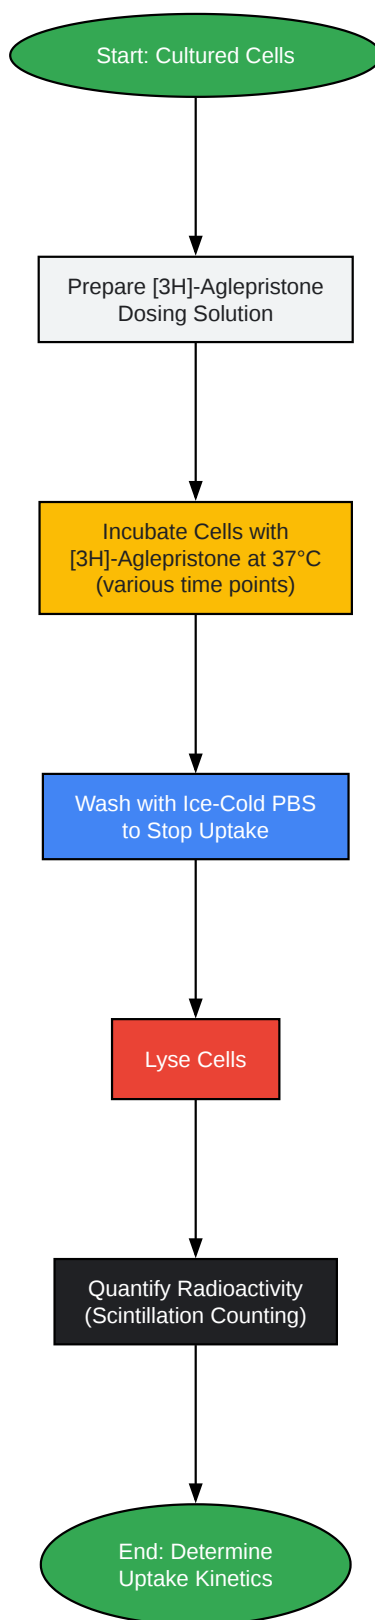 Start: Cultured Cells
Prepare [3H]-Aglepristone
Dosing Solution
Incubate Cells with
[3H]-Aglepristone at 37°C
(various time points)
Wash with Ice-Cold PBS
to Stop Uptake
Lyse Cells
Quantify Radioactivity
(Scintillation Counting)
End: Determine
Uptake Kinetics